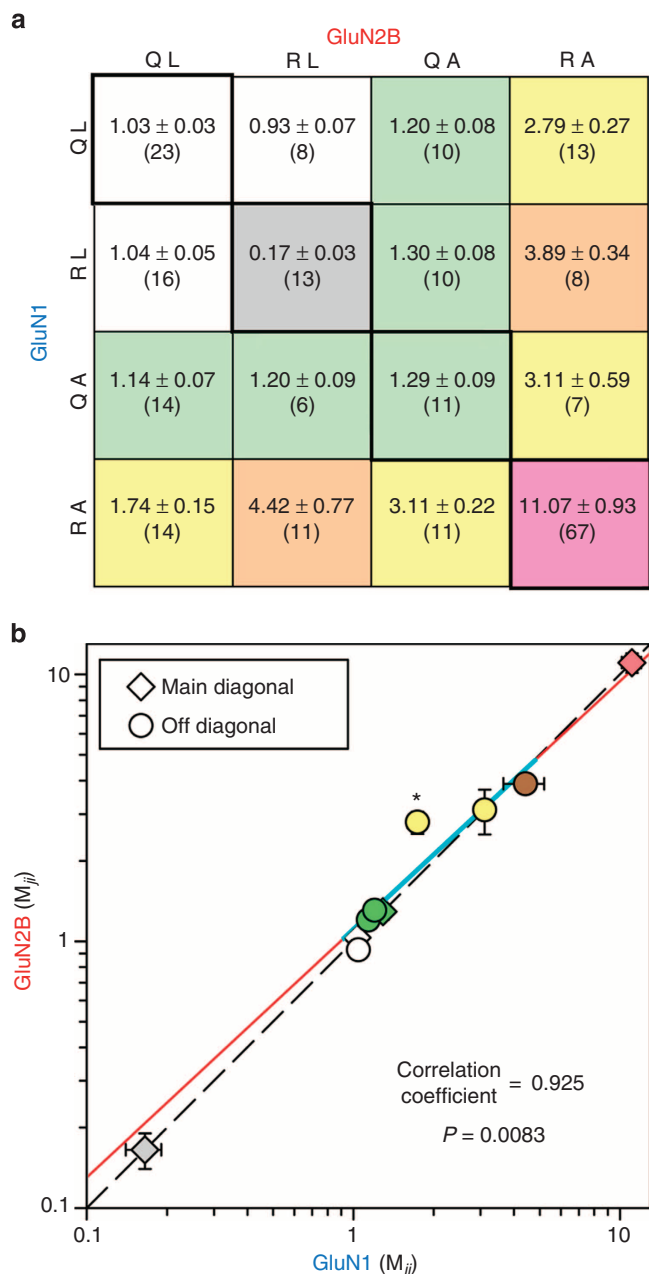 a
GluN2B
Q L R L Q A R A
GluN1
Q L
1.03 ± 0.03 0.93 ± 0.07 1.20 ± 0.08 2.79 ± 0.27
(23) (8) (10) (13)
R L
1.04 ± 0.05 0.17 ± 0.03 1.30 ± 0.08 3.89 ± 0.34
(16) (13) (10) (8)
Q A
1.14 ± 0.07 1.20 ± 0.09 1.29 ± 0.09 3.11 ± 0.59
(14) (6) (11) (7)
R A
1.74 ± 0.15 4.42 ± 0.77 3.11 ± 0.22 11.07 ± 0.93
(14) (11) (11) (67)
b
10
Main diagonal
Off diagonal
*
1
GluN2B (Mji)
Correlation
coefficient = 0.925
P = 0.0083
0.1
0.1 1 10
GluN1 (Mij)